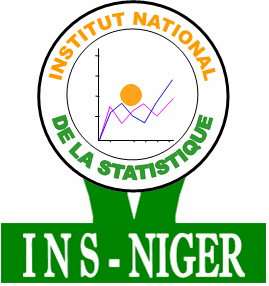 INSTITUT NATIONAL
DE LA STATISTIQUE
INS - NIGER